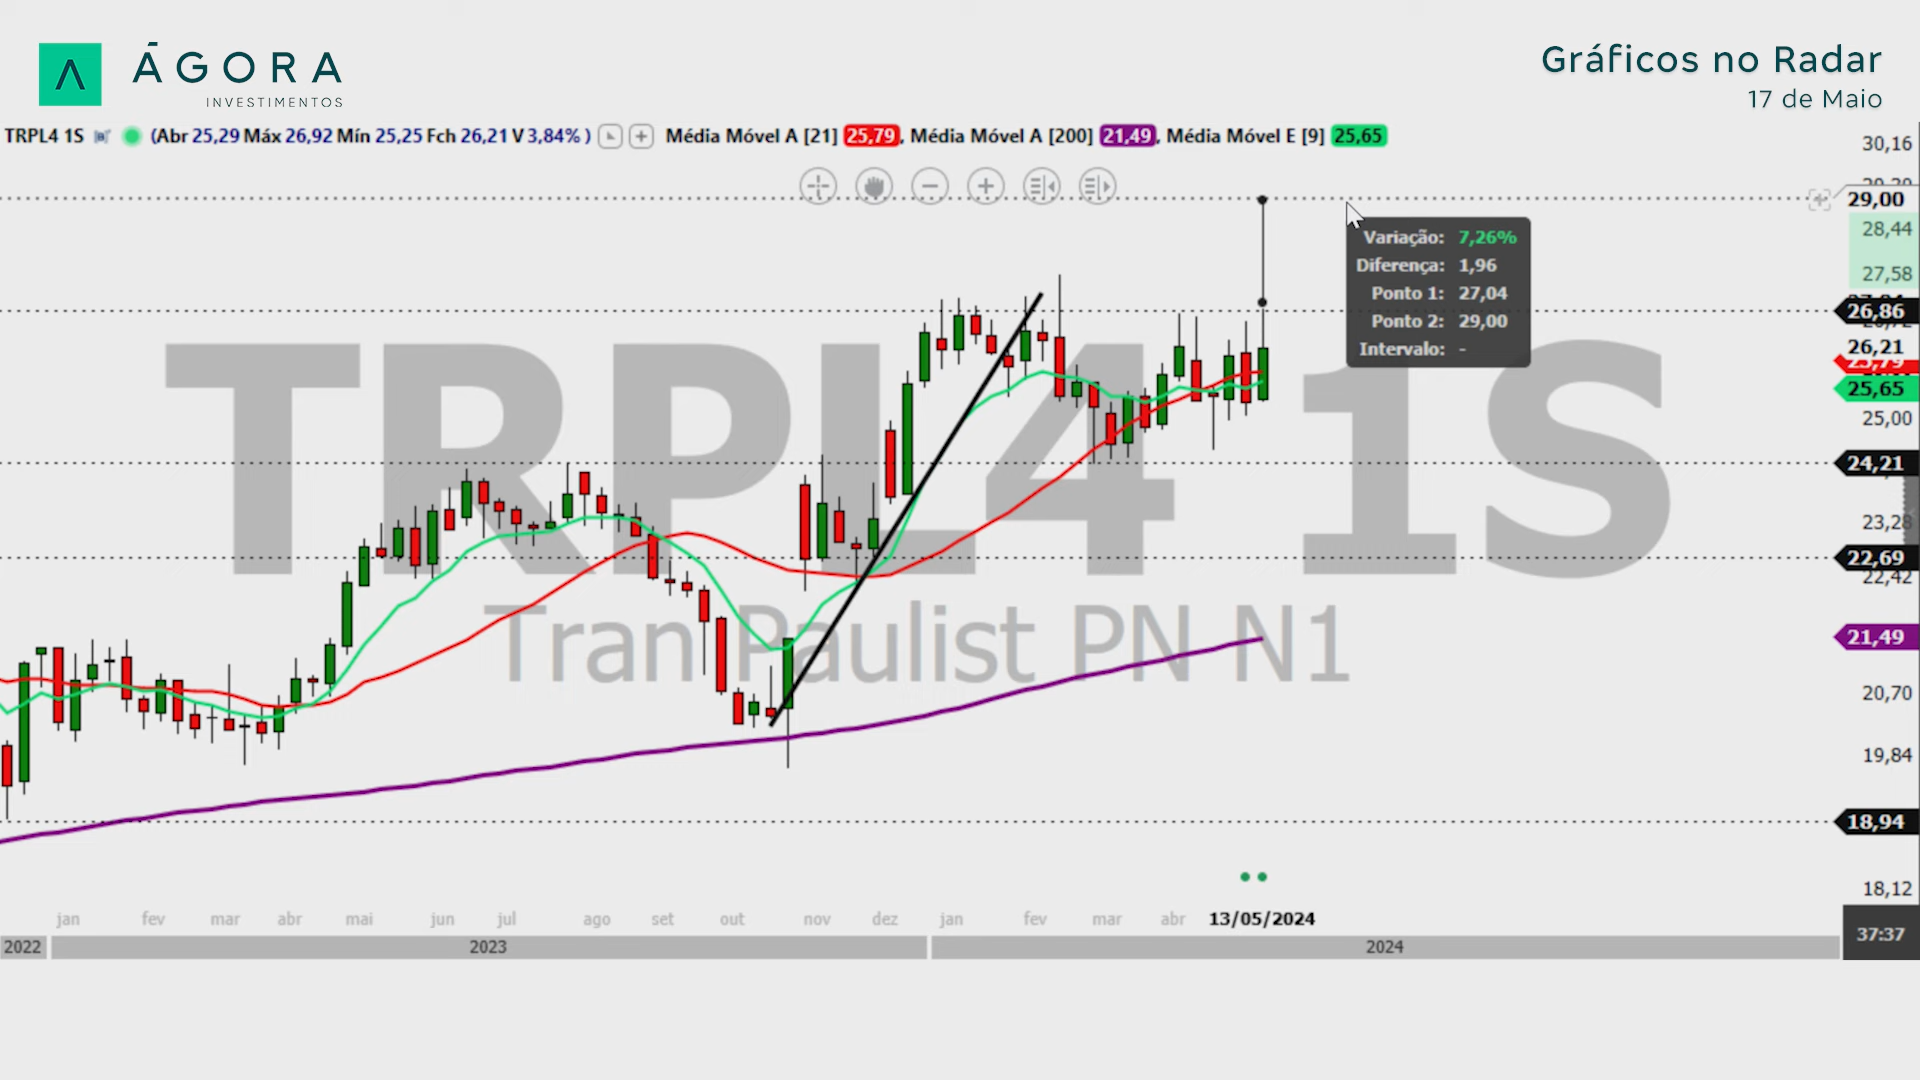 ÁGORA
INVESTIMENTOS
Gráficos no Radar
17 de Maio
TRPL4 1S (Abr 25,29 Máx 26,92 Mín 25,25 Fch 26,21 V 3,84% ) Média Móvel A [21] 25,79, Média Móvel A [200] 21,49, Média Móvel E [9] 25,65
30,16
29,00
28,44
27,58
26,86
26,21
25,79
25,65
25,00
24,21
23,28
22,69
22,42
21,49
20,70
19,84
18,94
18,12
Variação: 7,26%
Diferença: 1,96
Ponto 1: 27,04
Ponto 2: 29,00
Intervalo: -
TRPL4 1S
Tran Paulist PN N1
jan fev mar abr mai jun jul ago set out nov dez jan fev mar abr 13/05/2024
2022 2023 2024
37:37